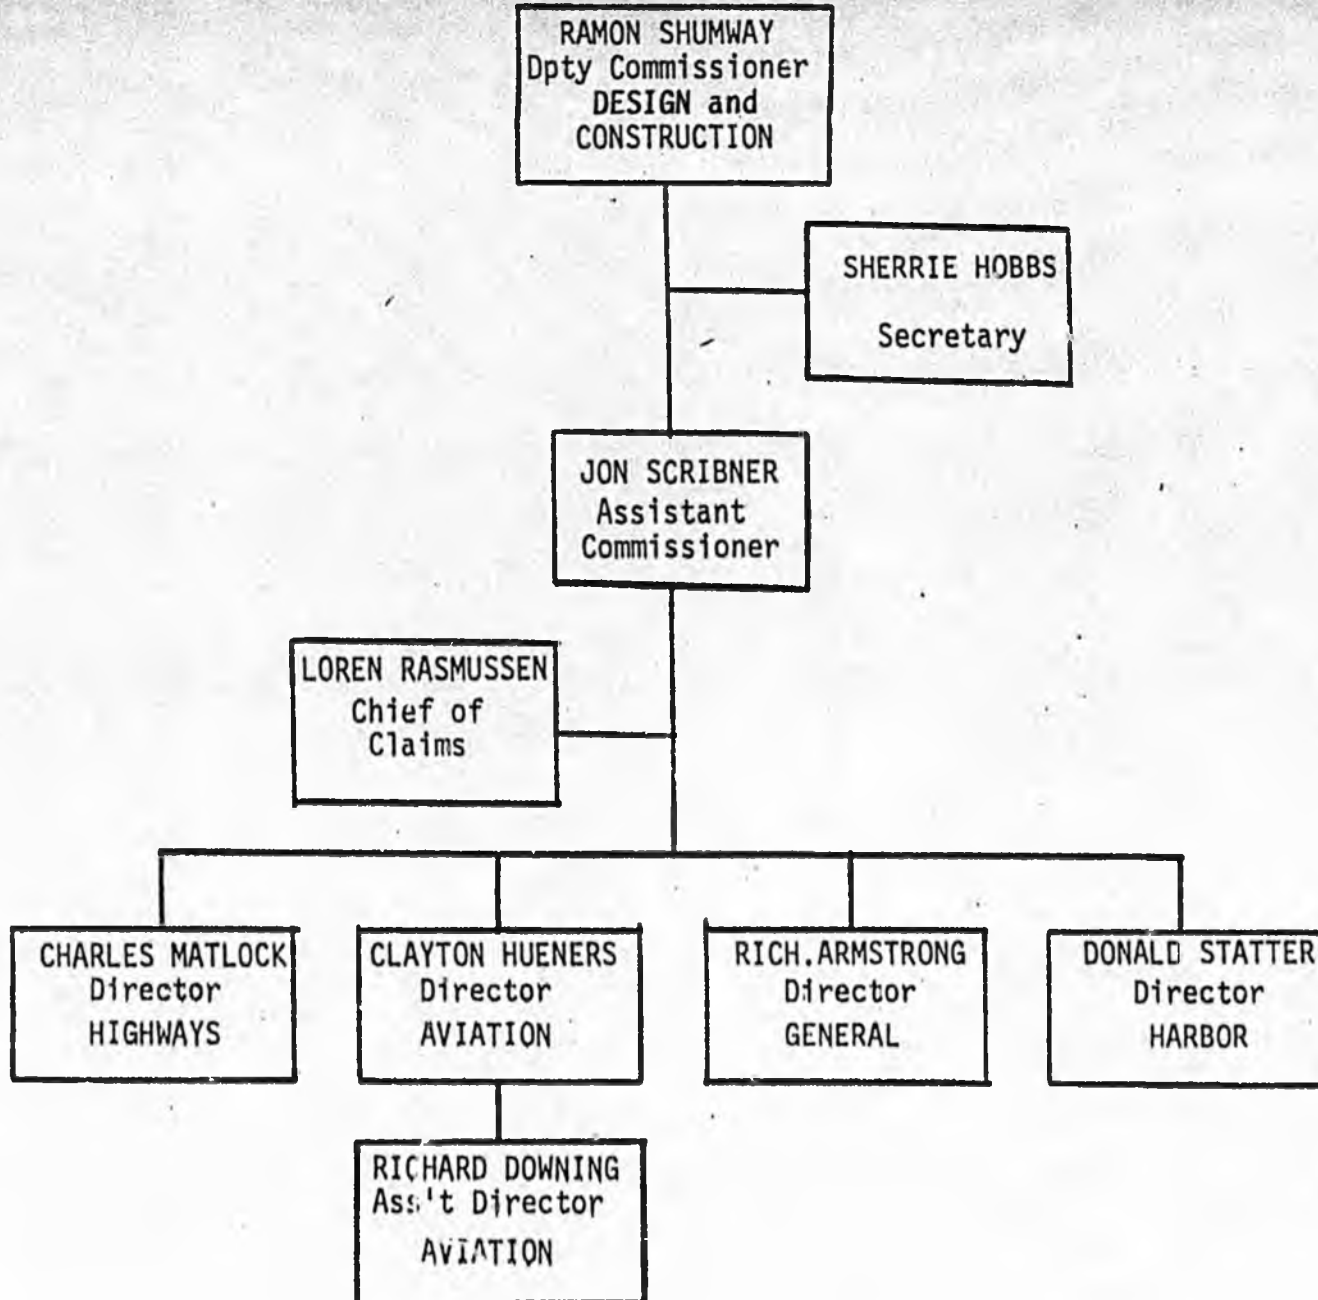 RAMON SHUMWAY
Dpty Commissioner
DESIGN and
CONSTRUCTION
SHERRIE HOBBS
Secretary
JON SCRIBNER
Assistant
Commissioner
LOREN RASMUSSEN
Chief of
Claims
CHARLES MATLOCK
Director
HIGHWAYS
CLAYTON HUENERS
Director
AVIATION
RICH.ARMSTRONG
Director
GENERAL
DONALD STATTER
Director
HARBOR
RICHARD DOWNING
Ass't Director
AVIATION